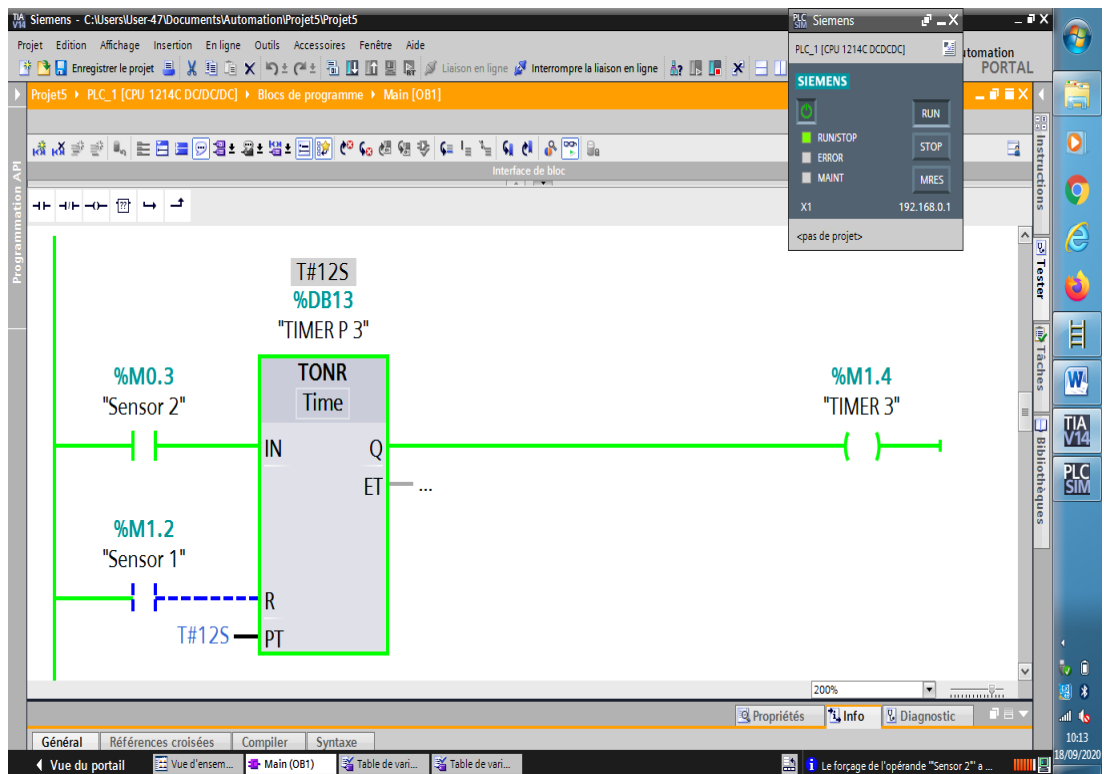 TIA V14 Siemens - C:\Users\User-47\Documents\Automation\Projet5\Projet5
Projet Edition Affichage Insertion En ligne Outils Accessoires Fenêtre Aide
Enregistrer le projet Liaison en ligne Interrompre la liaison en ligne
utomation
PORTAL
PLC SIM Siemens
PLC_1 [CPU 1214C DCDCDC]
SIEMENS
RUN
RUN/STOP
STOP
ERROR
MAINT
MRES
X1 192.168.0.1
<pas de projet>
Projet5 PLC_1 [CPU 1214C DC/DC/DC] Blocs de programme Main [OB1]
Interface de bloc
Programmation API
Instructions
Tester
Tâches
Bibliothèques
T#12S
%DB13
"TIMER P 3"
TONR
Time
%M0.3
"Sensor 2"
IN Q
ET ...
%M1.4
"TIMER 3"
%M1.2
"Sensor 1"
R
T#12S PT
200%
Propriétés Info Diagnostic
Général Références croisées Compiler Syntaxe
Vue du portail Vue d'ensem... Main (OB1) Table de vari... Table de vari... Le forçage de l'opérande '"Sensor 2"' a ...
W
TIA V14
PLC SIM
10:13
18/09/2020